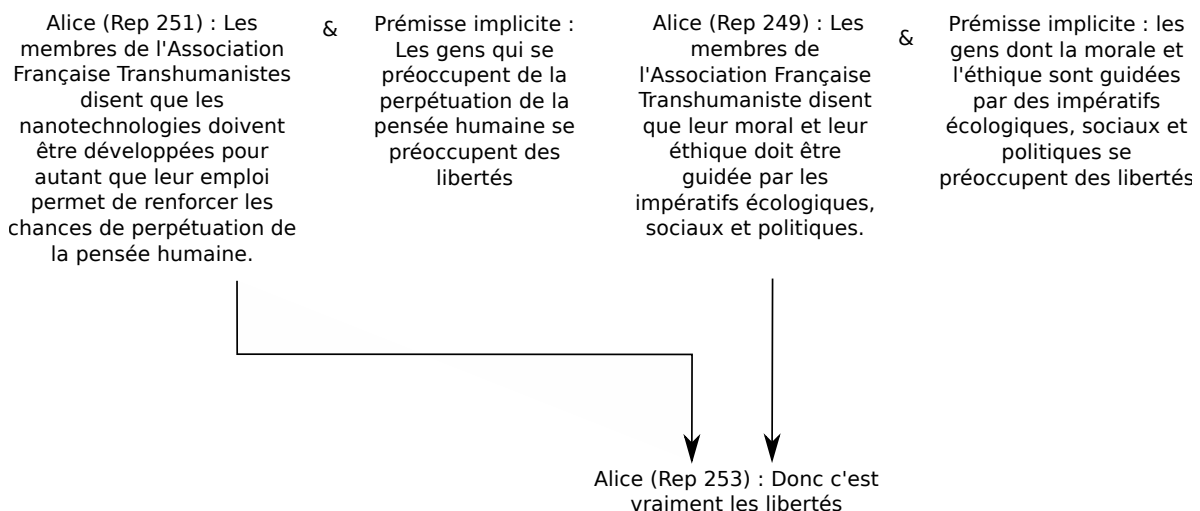 Alice (Rep 251) : Les
membres de l'Association
Française Transhumanistes
disent que les
nanotechnologies doivent
être développées pour
autant que leur emploi
permet de renforcer les
chances de perpétuation de
la pensée humaine.
&
Prémisse implicite :
Les gens qui se
préoccupent de la
perpétuation de la
pensée humaine se
préoccupent des
libertés
Alice (Rep 249) : Les
membres de
l'Association Française
Transhumaniste disent
que leur moral et leur
éthique doit être
guidée par les
impératifs écologiques,
sociaux et politiques.
&
Prémisse implicite : les
gens dont la morale et
l'éthique sont guidées
par des impératifs
écologiques, sociaux et
politiques se
préoccupent des libertés
Alice (Rep 253) : Donc c'est
vraiment les libertés